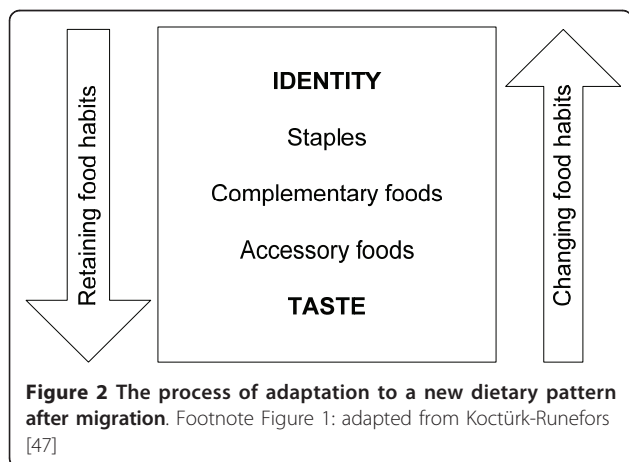 Retaining food habits
IDENTITY
Staples
Complementary foods
Accessory foods
TASTE
Changing food habits
Figure 2 The process of adaptation to a new dietary pattern
after migration. Footnote Figure 1: adapted from Koctürk-Runefors
[47]